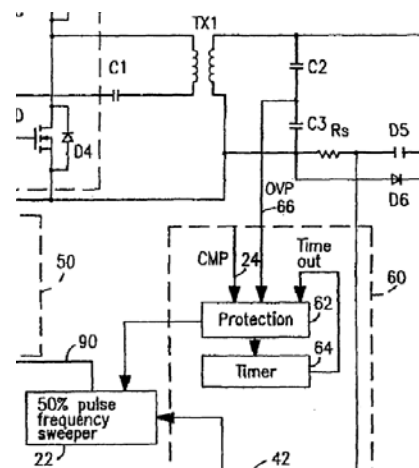 TX1
C1
C2
C3
Rs
D5
D
D4
D6
OVP
66
50
CMP
24
Time
out
60
Protection
62
90
64
Timer
50% pulse
frequency
sweeper
22
42